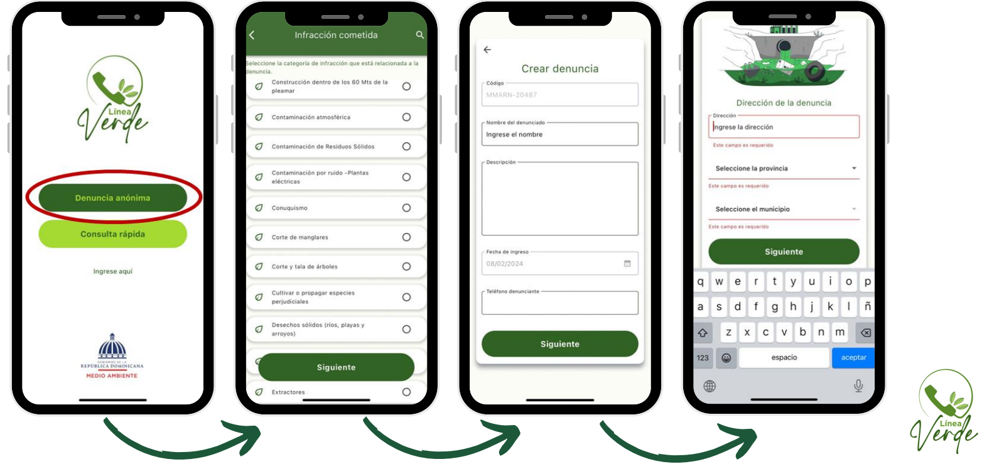 Línea
Verde
Denuncia anónima
Consulta rápida
Ingrese aquí
GOBIERNO DE LA
REPÚBLICA DOMINICANA
MEDIO AMBIENTE
Infracción cometida
Seleccione la categoría de infracción que está relacionada a la
denuncia.
Construcción dentro de los 60 Mts de la
pleamar
Contaminación atmosférica
Contaminación de Residuos Sólidos
Contaminación por ruido -Plantas
eléctricas
Conuquismo
Corte de manglares
Corte y tala de árboles
Cultivar o propagar especies
perjudiciales
Desechos sólidos (ríos, playas y
arroyos)
Siguiente
Extractores
Crear denuncia
Código
MMARN-20487
Nombre del denunciado
Ingrese el nombre
Descripción
Fecha de ingreso
08/02/2024
Teléfono denunciante
Siguiente
Dirección de la denuncia
Dirección
Ingrese la dirección
Este campo es requerido
Seleccione la provincia
Este campo es requerido
Seleccione el municipio
Este campo es requerido
Siguiente
q w e r t y u i o p
a s d f g h j k l ñ
z x c v b n m
123 espacio aceptar
Línea
Verde